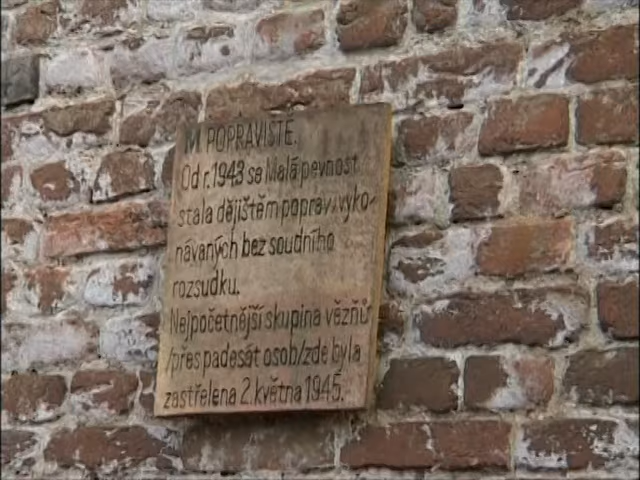 M POPRAVIŠTĚ.
Od r. 1943 se Malá pevnost
stala dějištěm poprav, vyko-
návaných bez soudního
rozsudku.
Nejpočetnější skupina vězňů
/přes padesát osob/ zde byla
zastřelena 2. května 1945.